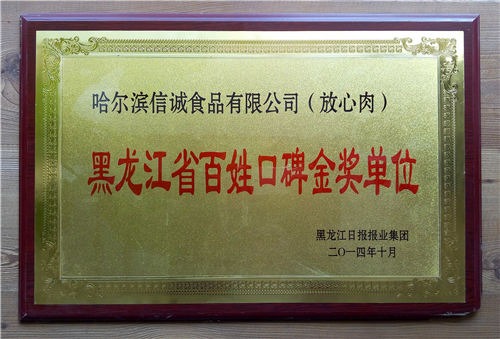 哈尔滨信诚食品有限公司（放心肉）
黑龙江省百姓口碑金奖单位
黑龙江日报报业集团
二〇一四年十月